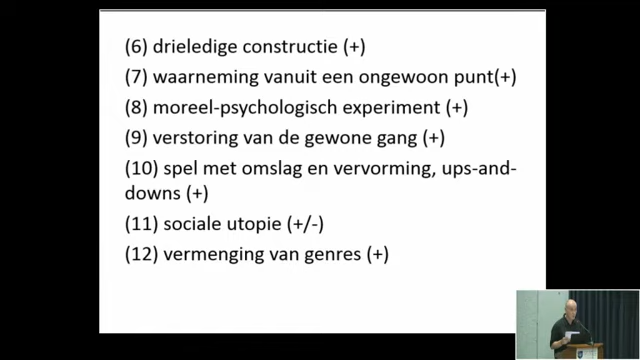 (6) drieledige constructie (+)
(7) waarneming vanuit een ongewoon punt(+)
(8) moreel-psychologisch experiment (+)
(9) verstoring van de gewone gang (+)
(10) spel met omslag en vervorming, ups-and-
downs (+)
(11) sociale utopie (+/-)
(12) vermenging van genres (+)